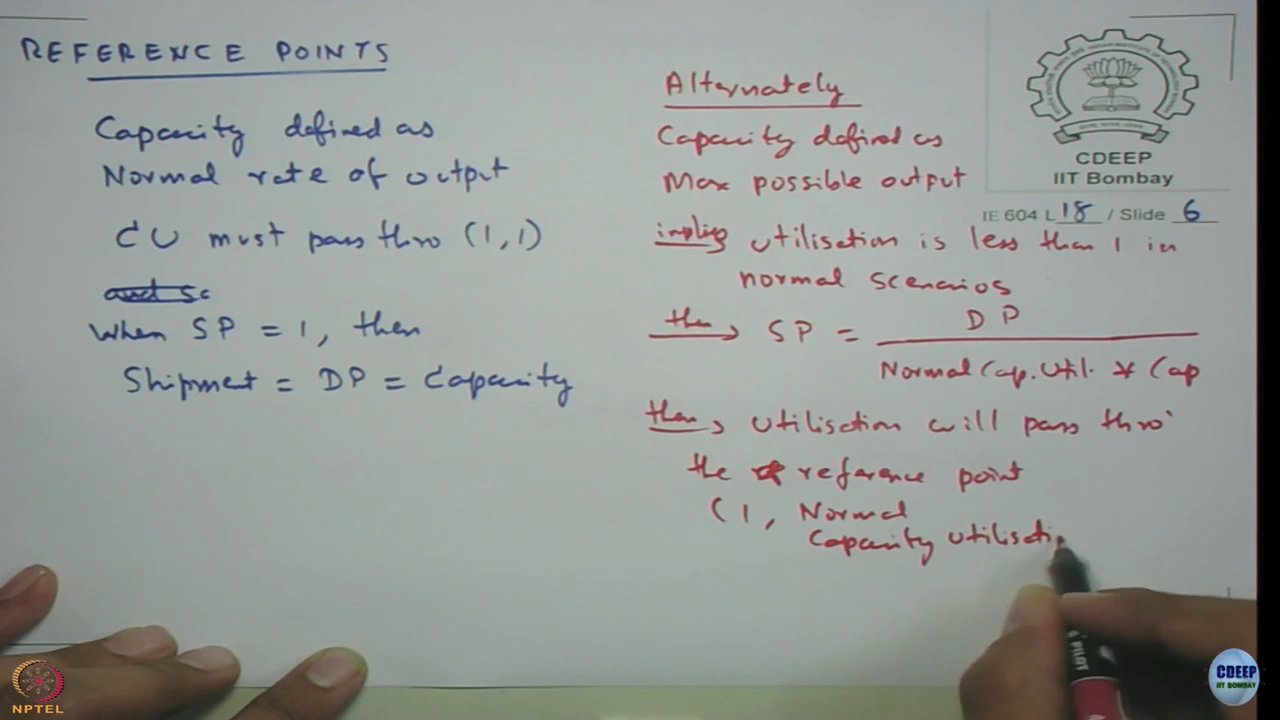 REFERENCE POINTS
Capacity defined as
Normal rate of output
CU must pass thro (1,1)
When SP = 1, then
Shipment = DP = Capacity
Alternately
Capacity defined as
Max possible output
implies utilisation is less than 1 in
normal scenarios
then SP = DP
Normal Cap. Util. * Cap
then, utilisation will pass thro'
the reference point
(1, Normal
Capacity utilisati
CDEEP
IIT Bombay
IE 604 L 18 / Slide 6
NPTEL
CDEEP
IIT BOMBAY
PILOT